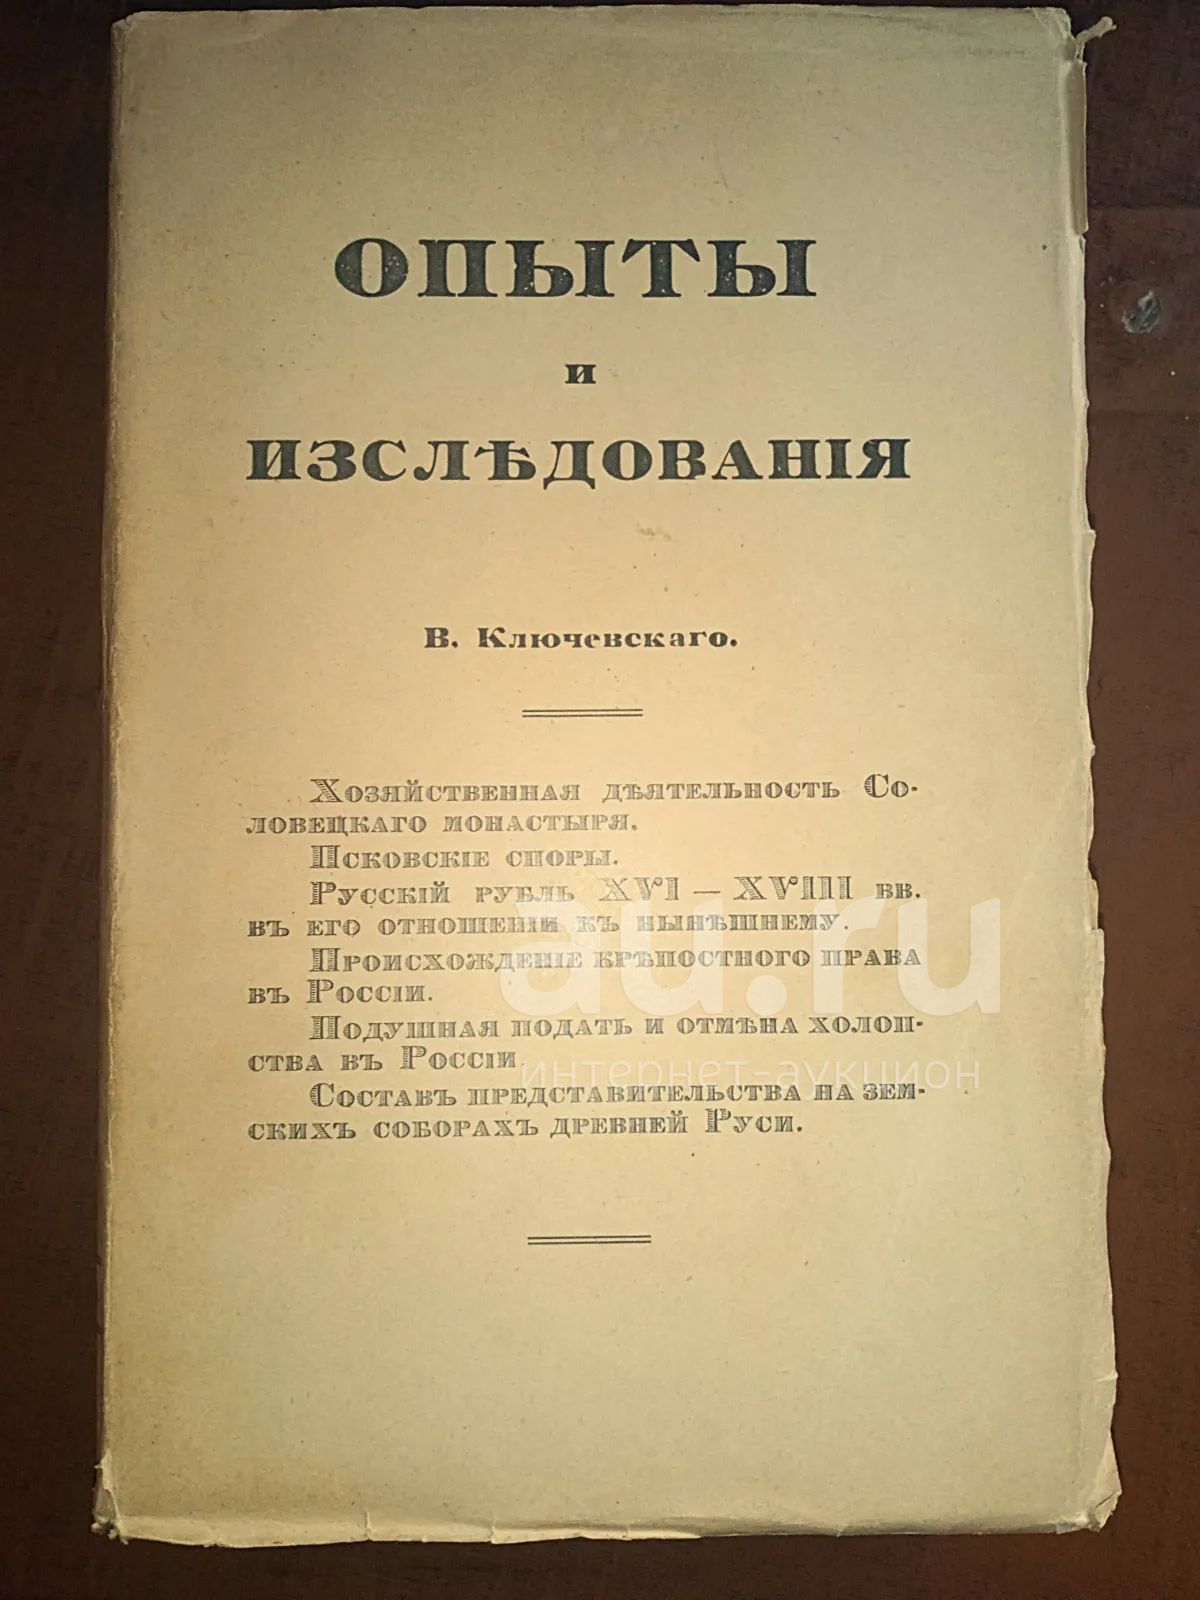 ОПЫТЫ
и
ИЗСЛѢДОВАНІЯ
В. Ключевскаго.
Хозяйственная дѣятельность Со-
ловецкаго монастыря.
Псковскіе споры.
Русскій рубль XVI — XVIII вв.
въ его отношеніи къ нынѣшнему.
Происхожденіе крѣпостного права
въ Россіи.
Подушная подать и отмѣна холоп-
ства въ Россіи.
Составъ представительства на зем-
скихъ соборахъ древней Руси.
au.ru
интернет-аукцион